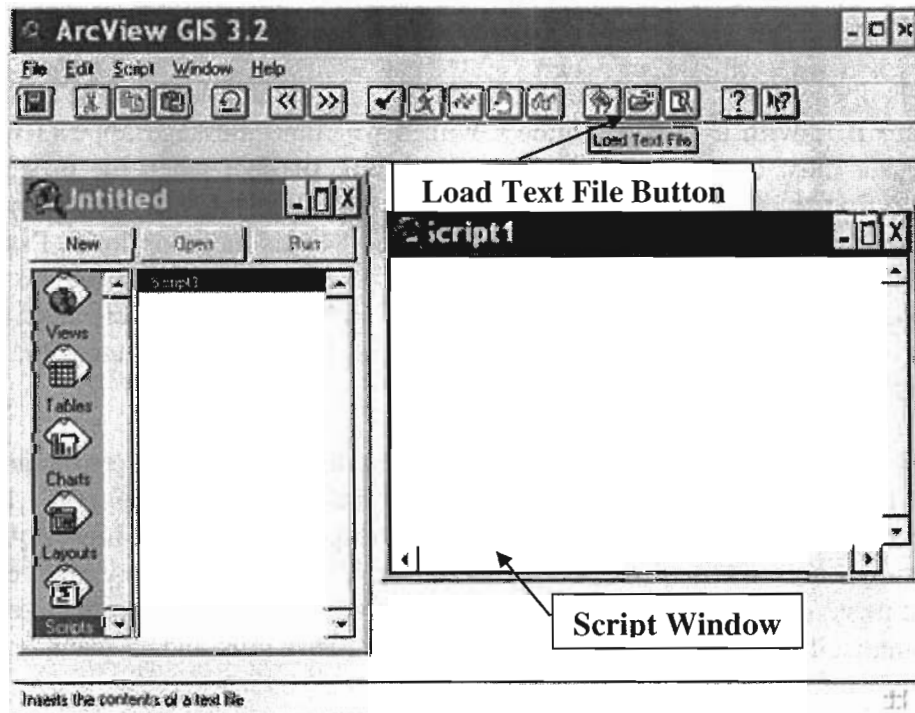 ArcView GIS 3.2
File Edit Script Window Help
Load Text File
Load Text File Button
Untitled
New Open Run
Script1
Script1
Views
Tables
Charts
Layouts
Scripts
Script Window
Inserts the contents of a text file